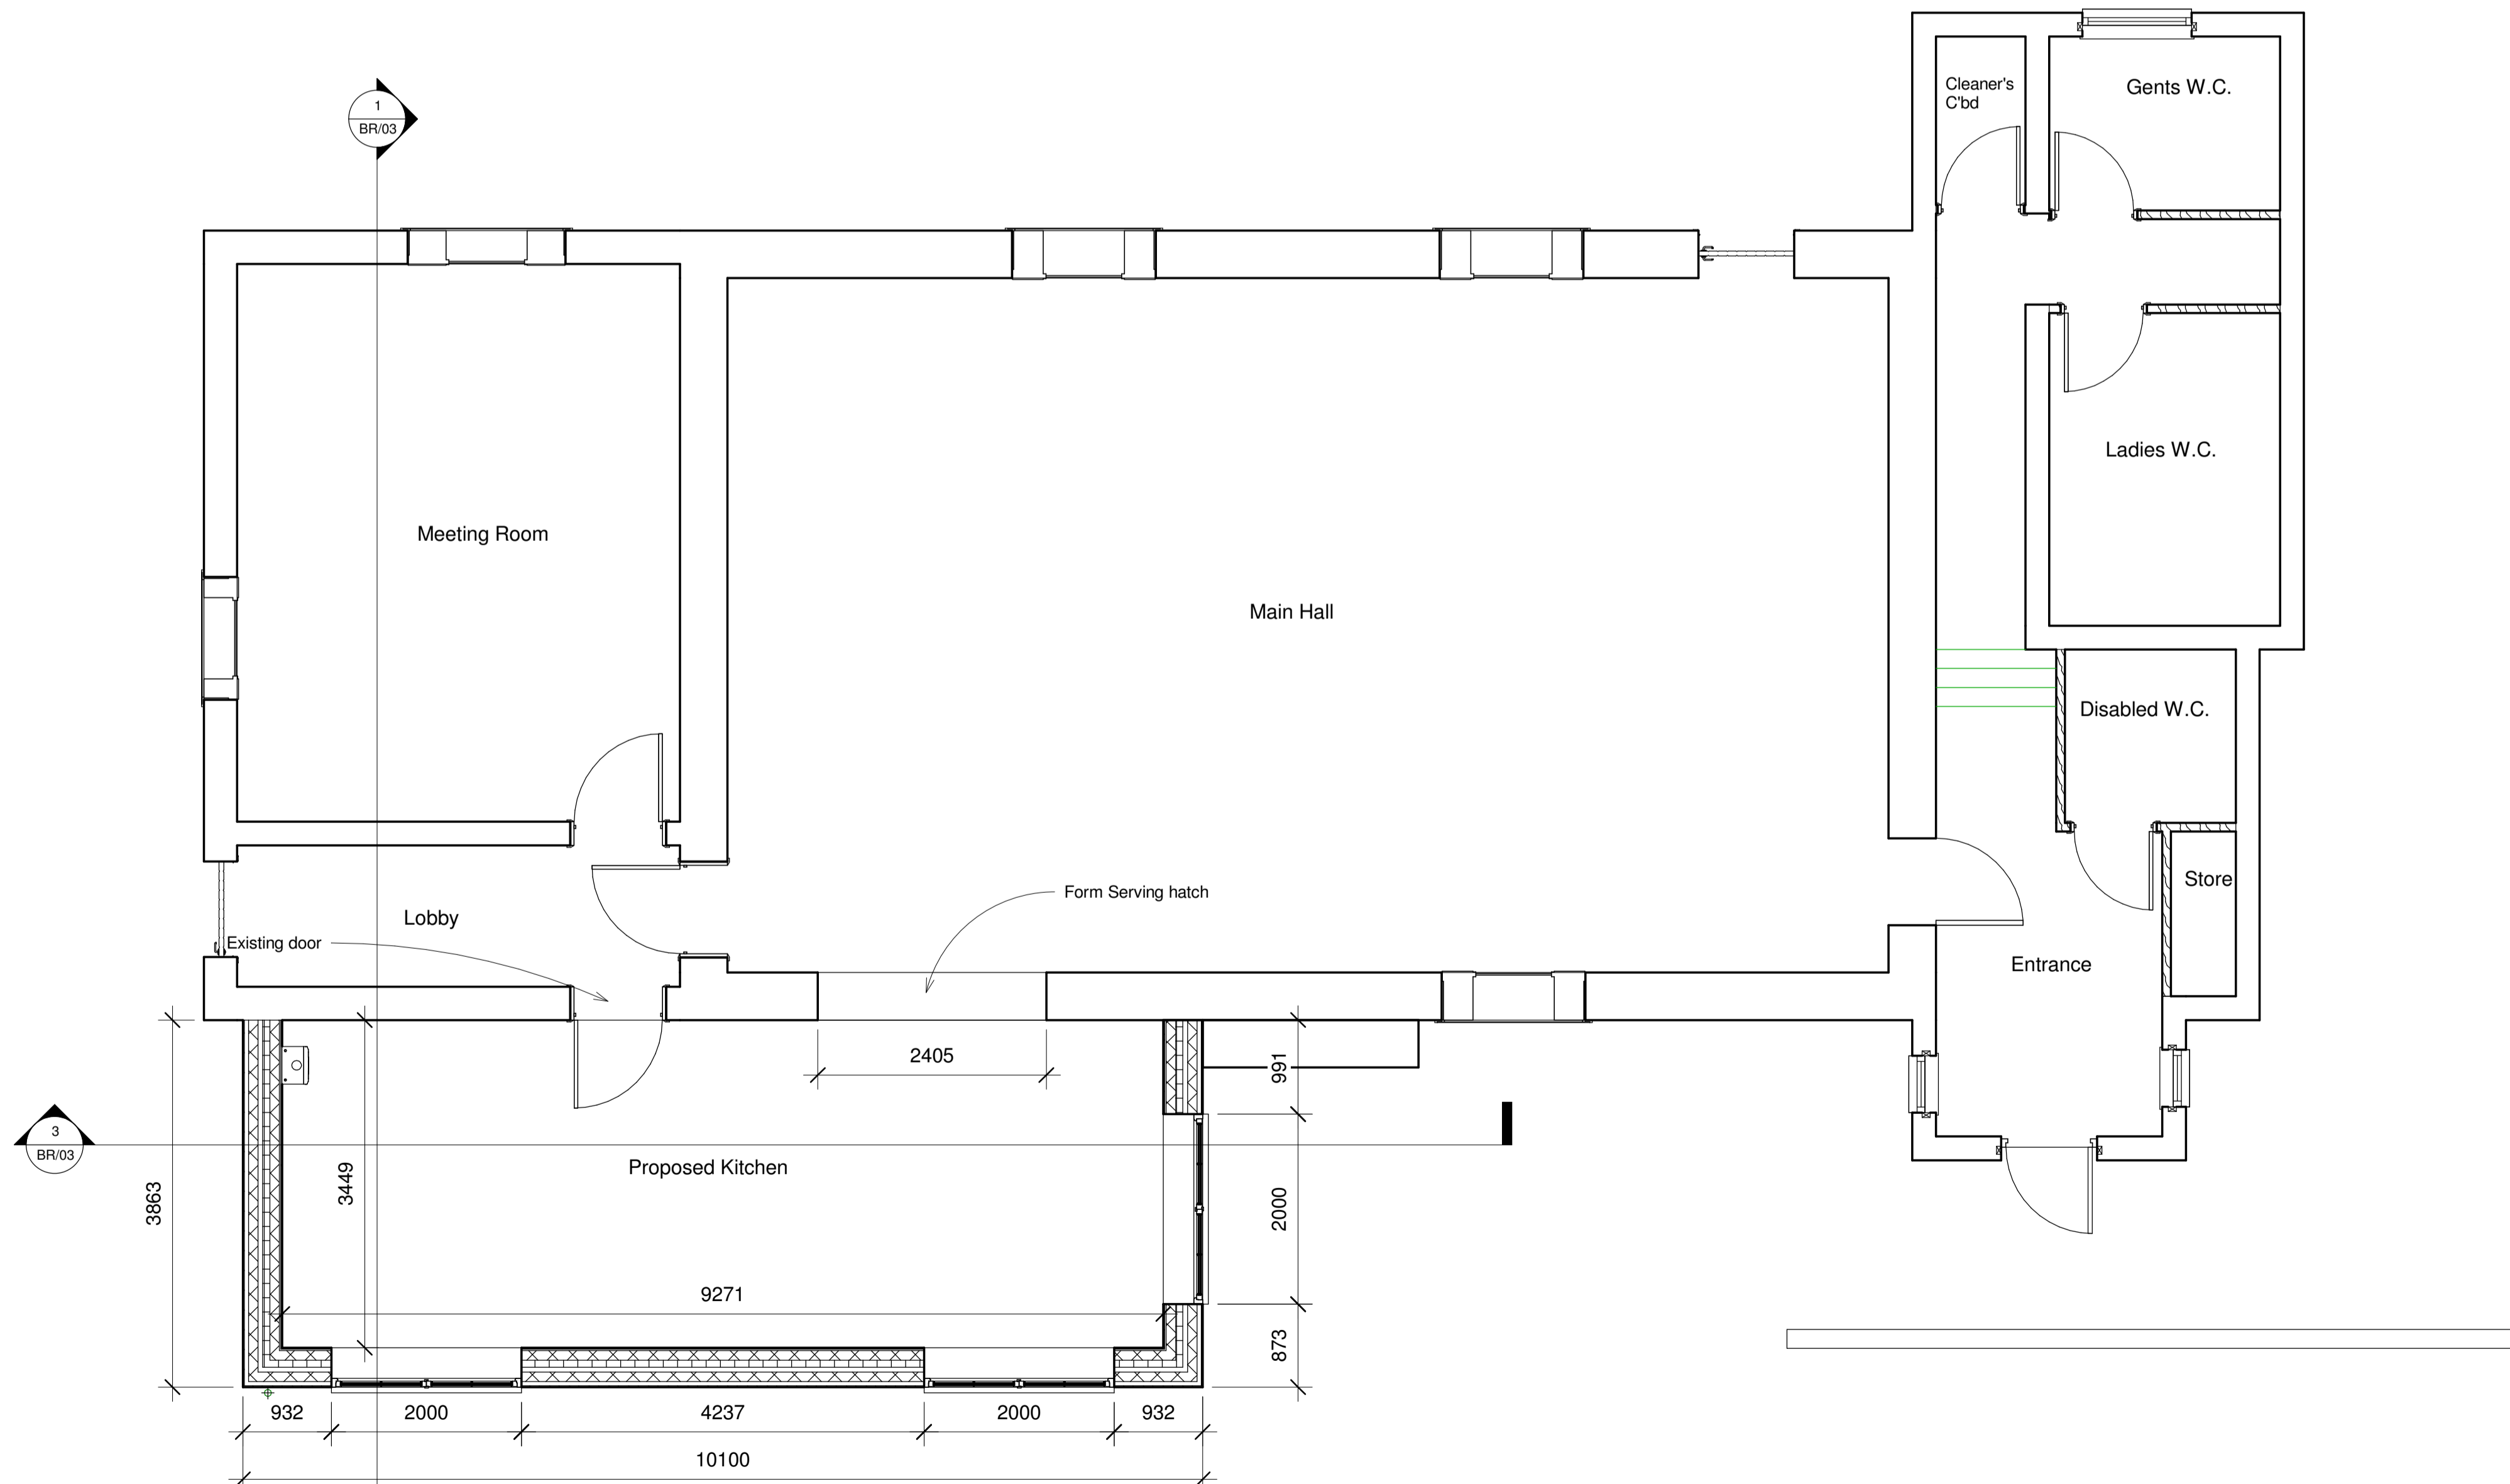 Cleaner's
C'bd
Gents W.C.
1
BR/03
Ladies W.C.
Meeting Room
Main Hall
Disabled W.C.
Store
Form Serving hatch
Lobby
Existing door
Entrance
2405
991
3
BR/03
Proposed Kitchen
3449
3863
2000
9271
873
932
2000
4237
2000
932
10100